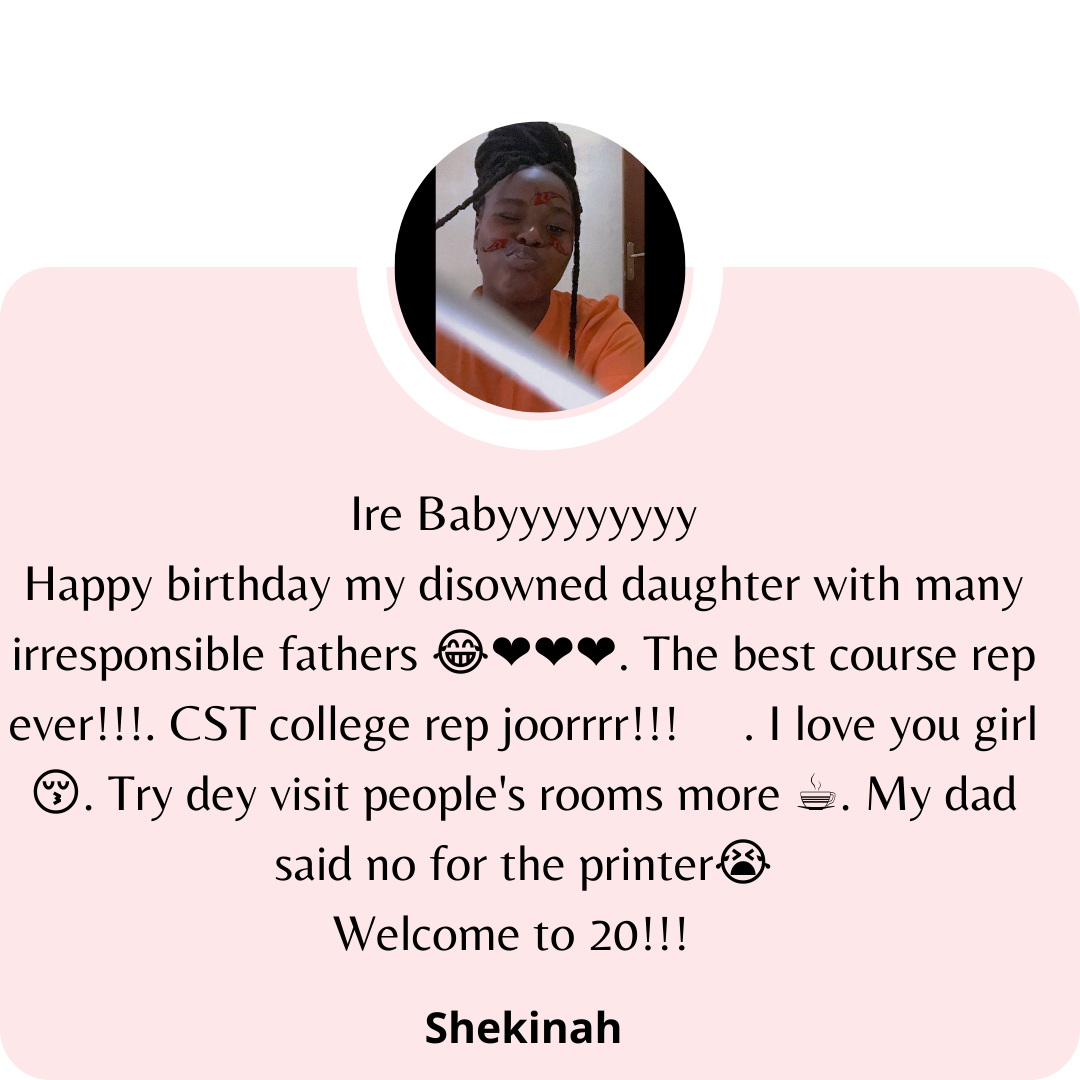 Ire Babyyyyyyyyy
Happy birthday my disowned daughter with many
irresponsible fathers 😂❤❤❤. The best course rep
ever!!!. CST college rep joorrrr!!! . I love you girl
😚. Try dey visit people's rooms more ☕. My dad
said no for the printer😭
Welcome to 20!!!
Shekinah